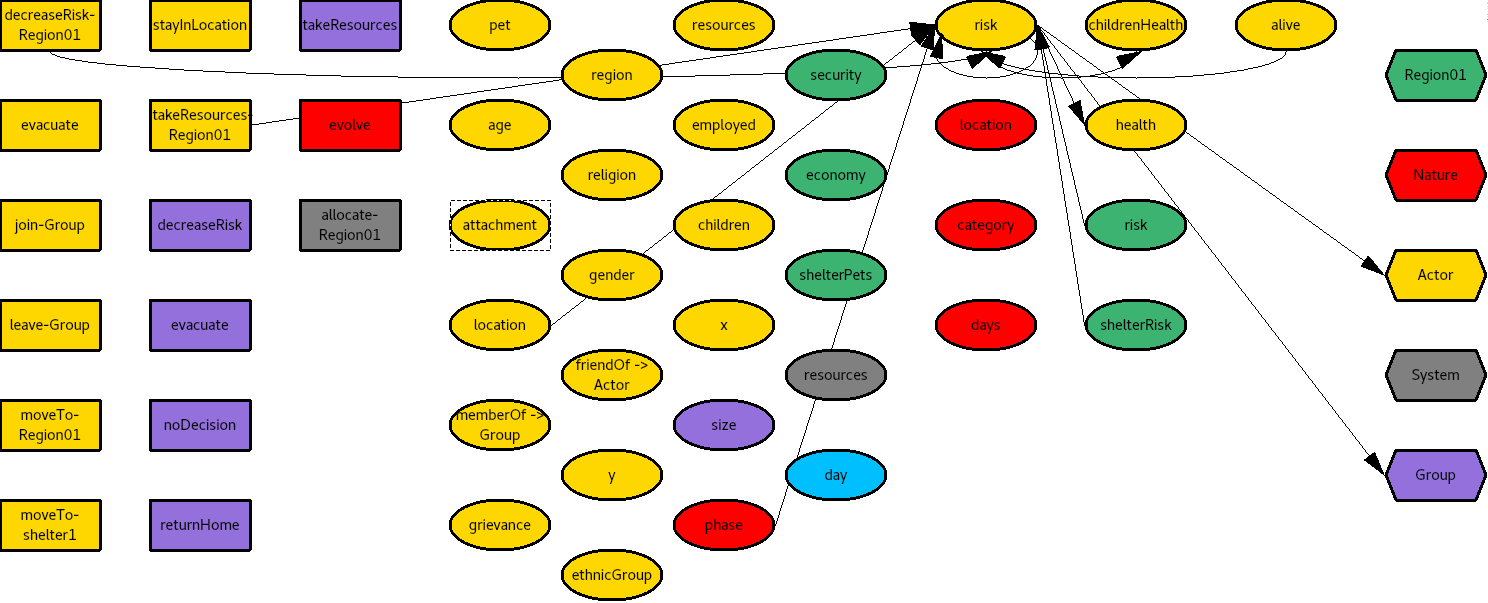 decreaseRisk-
Region01
stayInLocation
takeResources
pet
resources
risk
childrenHealth
alive
region
security
Region01
evacuate
takeResources-
Region01
evolve
age
employed
location
health
religion
economy
Nature
join-Group
decreaseRisk
allocate-
Region01
attachment
children
category
risk
gender
shelterPets
Actor
leave-Group
evacuate
location
x
days
shelterRisk
friendOf ->
Actor
resources
System
moveTo-
Region01
noDecision
memberOf ->
Group
size
y
day
Group
moveTo-
shelter1
returnHome
grievance
phase
ethnicGroup